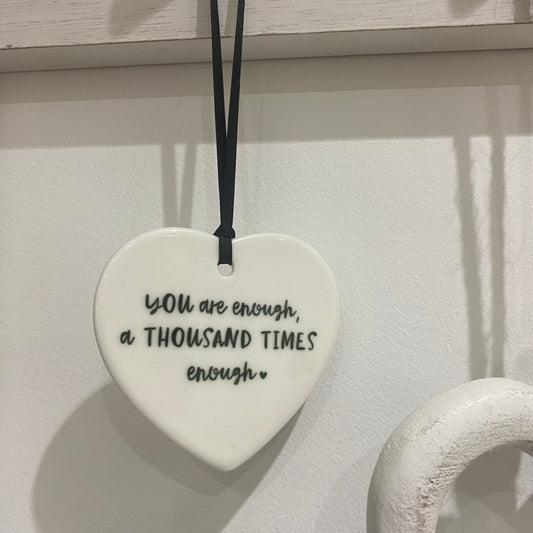 YOU are enough,
a THOUSAND TIMES
enough ♥